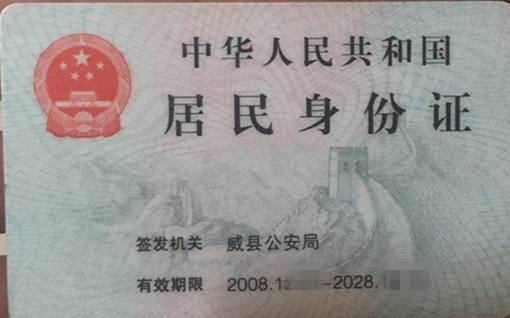 中华人民共和国
居民身份证
签发机关 威县公安局
有效期限 2008.12 -2028.1